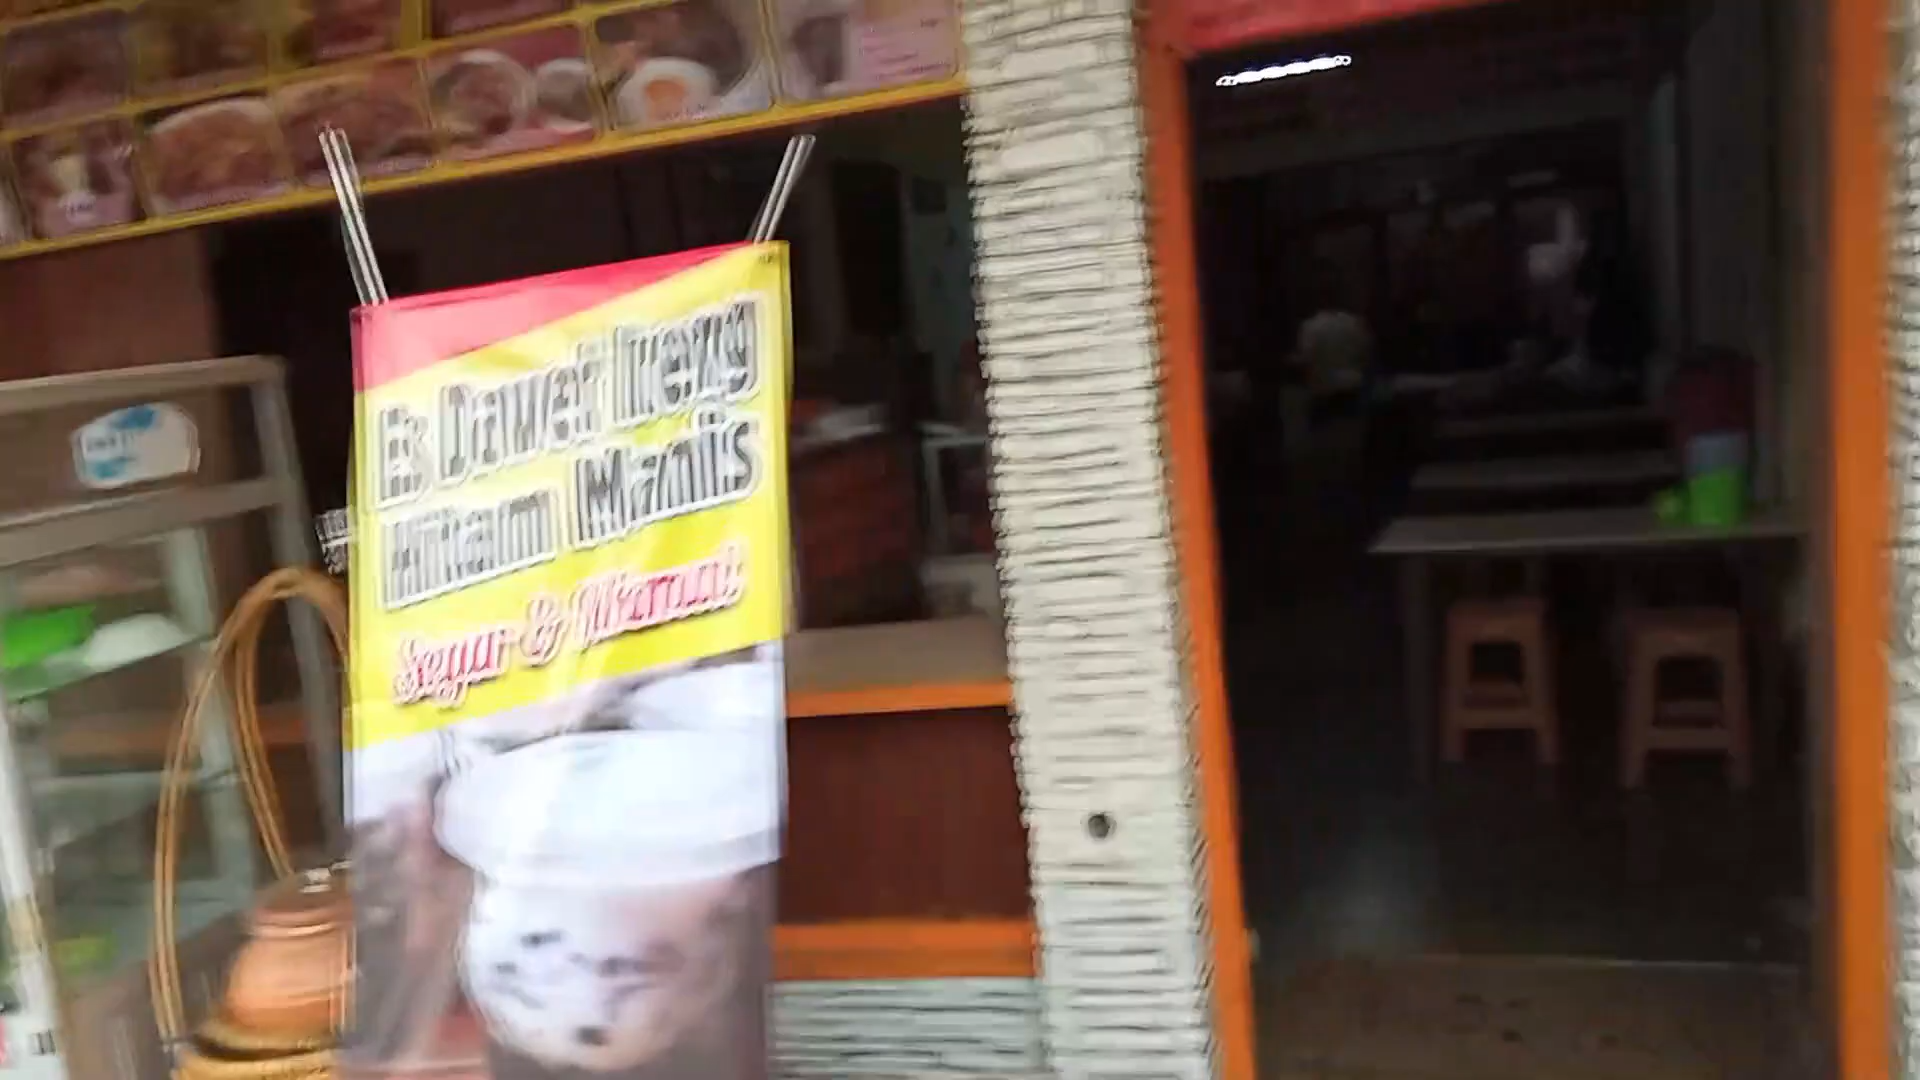 Es Dawet Ireng
Hitam Manis
Segar & Nikmat